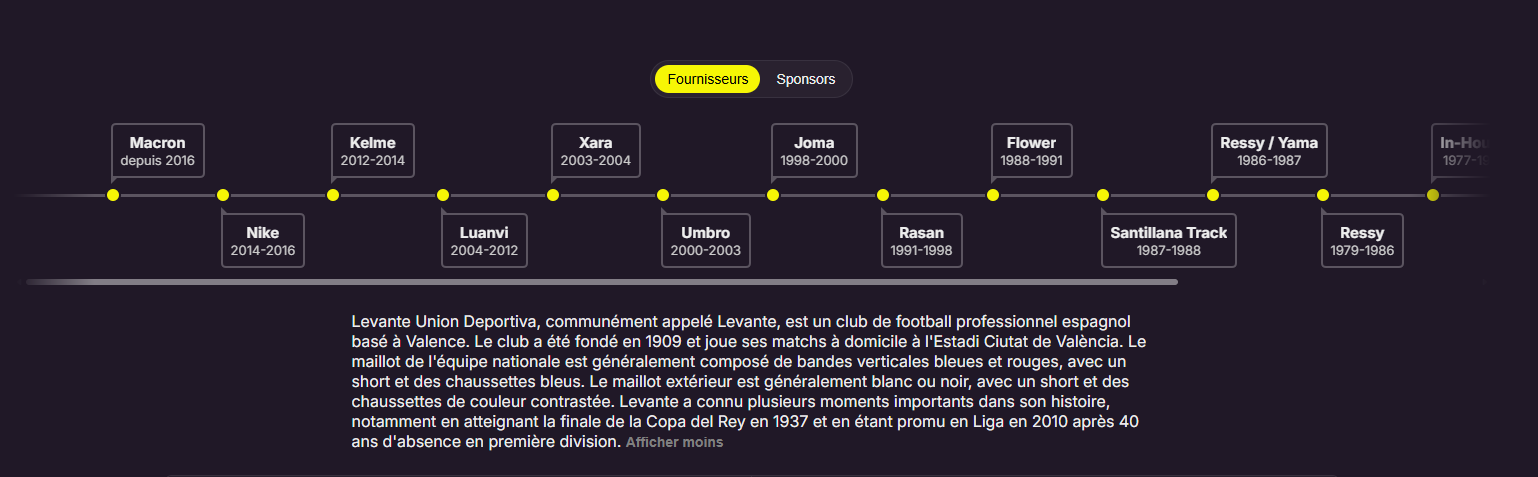 Fournisseurs
Sponsors
Macron
depuis 2016
Kelme
2012-2014
Xara
2003-2004
Joma
1998-2000
Flower
1988-1991
Ressy / Yama
1986-1987
Nike
2014-2016
Luanvi
2004-2012
Umbro
2000-2003
Rasan
1991-1998
Santillana Track
1987-1988
Ressy
1979-1986
Levante Union Deportiva, communément appelé Levante, est un club de football professionnel espagnol
basé à Valence. Le club a été fondé en 1909 et joue ses matchs à domicile à l'Estadi Ciutat de València. Le
maillot de l'équipe nationale est généralement composé de bandes verticales bleues et rouges, avec un
short et des chaussettes bleus. Le maillot extérieur est généralement blanc ou noir, avec un short et des
chaussettes de couleur contrastée. Levante a connu plusieurs moments importants dans son histoire,
notamment en atteignant la finale de la Copa del Rey en 1937 et en étant promu en Liga en 2010 après 40
ans d'absence en première division. Afficher moins